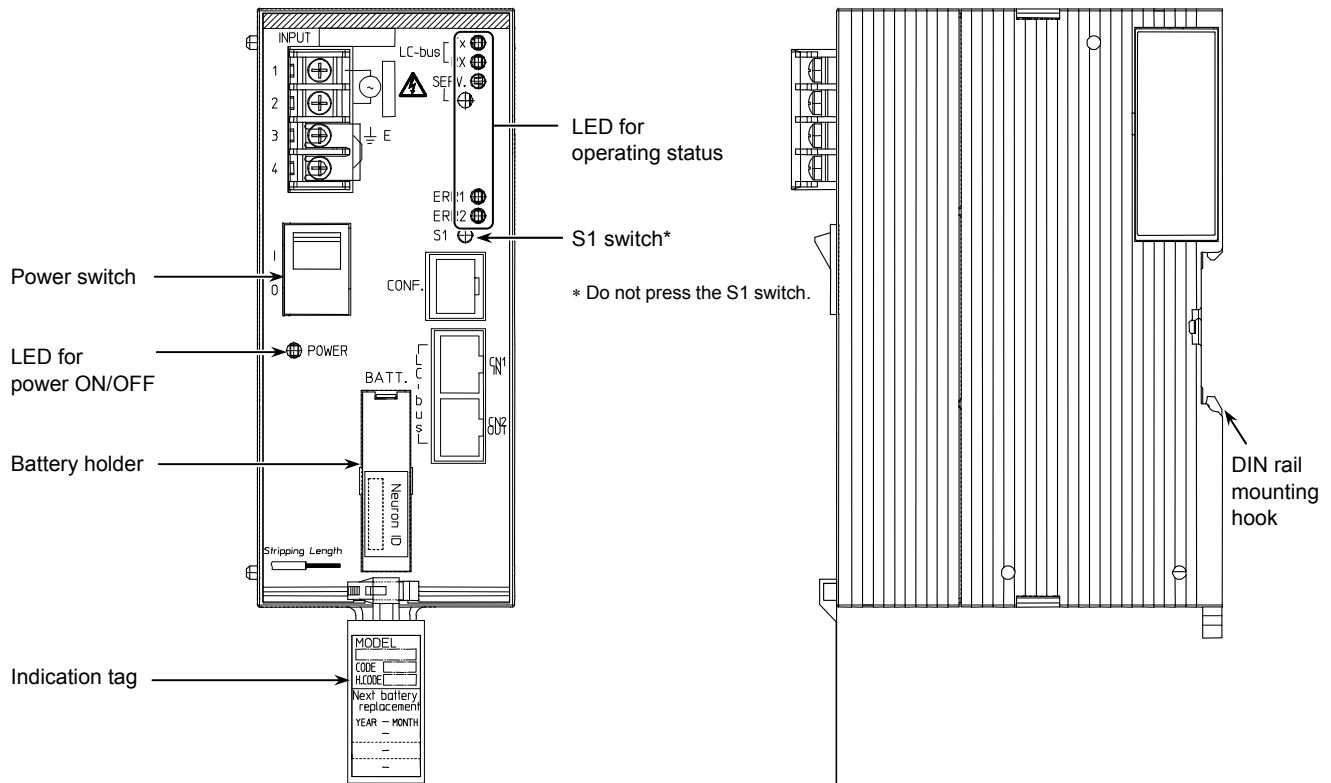 INPUT
LC-bus
TX
RX
SERV.
L
1
2
3
4
~
E
LED for
operating status
ERR1
ERR2
S1
S1 switch*
* Do not press the S1 switch.
Power switch
I
O
CONF.
LED for
power ON/OFF
POWER
BATT.
LC-bus
CN1
IN
CN2
OUT
Battery holder
Neuron ID
DIN rail
mounting
hook
Stripping Length
Indication tag
MODEL
CODE
H.CODE
Next battery
replacement
YEAR – MONTH
–
–
–